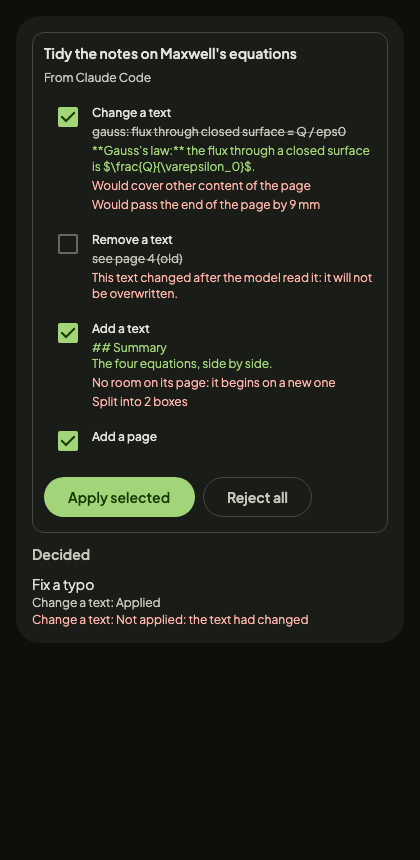 Tidy the notes on Maxwell's equations
From Claude Code
Change a text
gauss: flux through closed surface = Q / eps0
**Gauss's law:** the flux through a closed surface
is $\frac{Q}{\varepsilon_0}$.
Would cover other content of the page
Would pass the end of the page by 9 mm
Remove a text
see page 4 (old)
This text changed after the model read it: it will not
be overwritten.
Add a text
## Summary
The four equations, side by side.
No room on its page: it begins on a new one
Split into 2 boxes
Add a page
Apply selected
Reject all
Decided
Fix a typo
Change a text: Applied
Change a text: Not applied: the text had changed